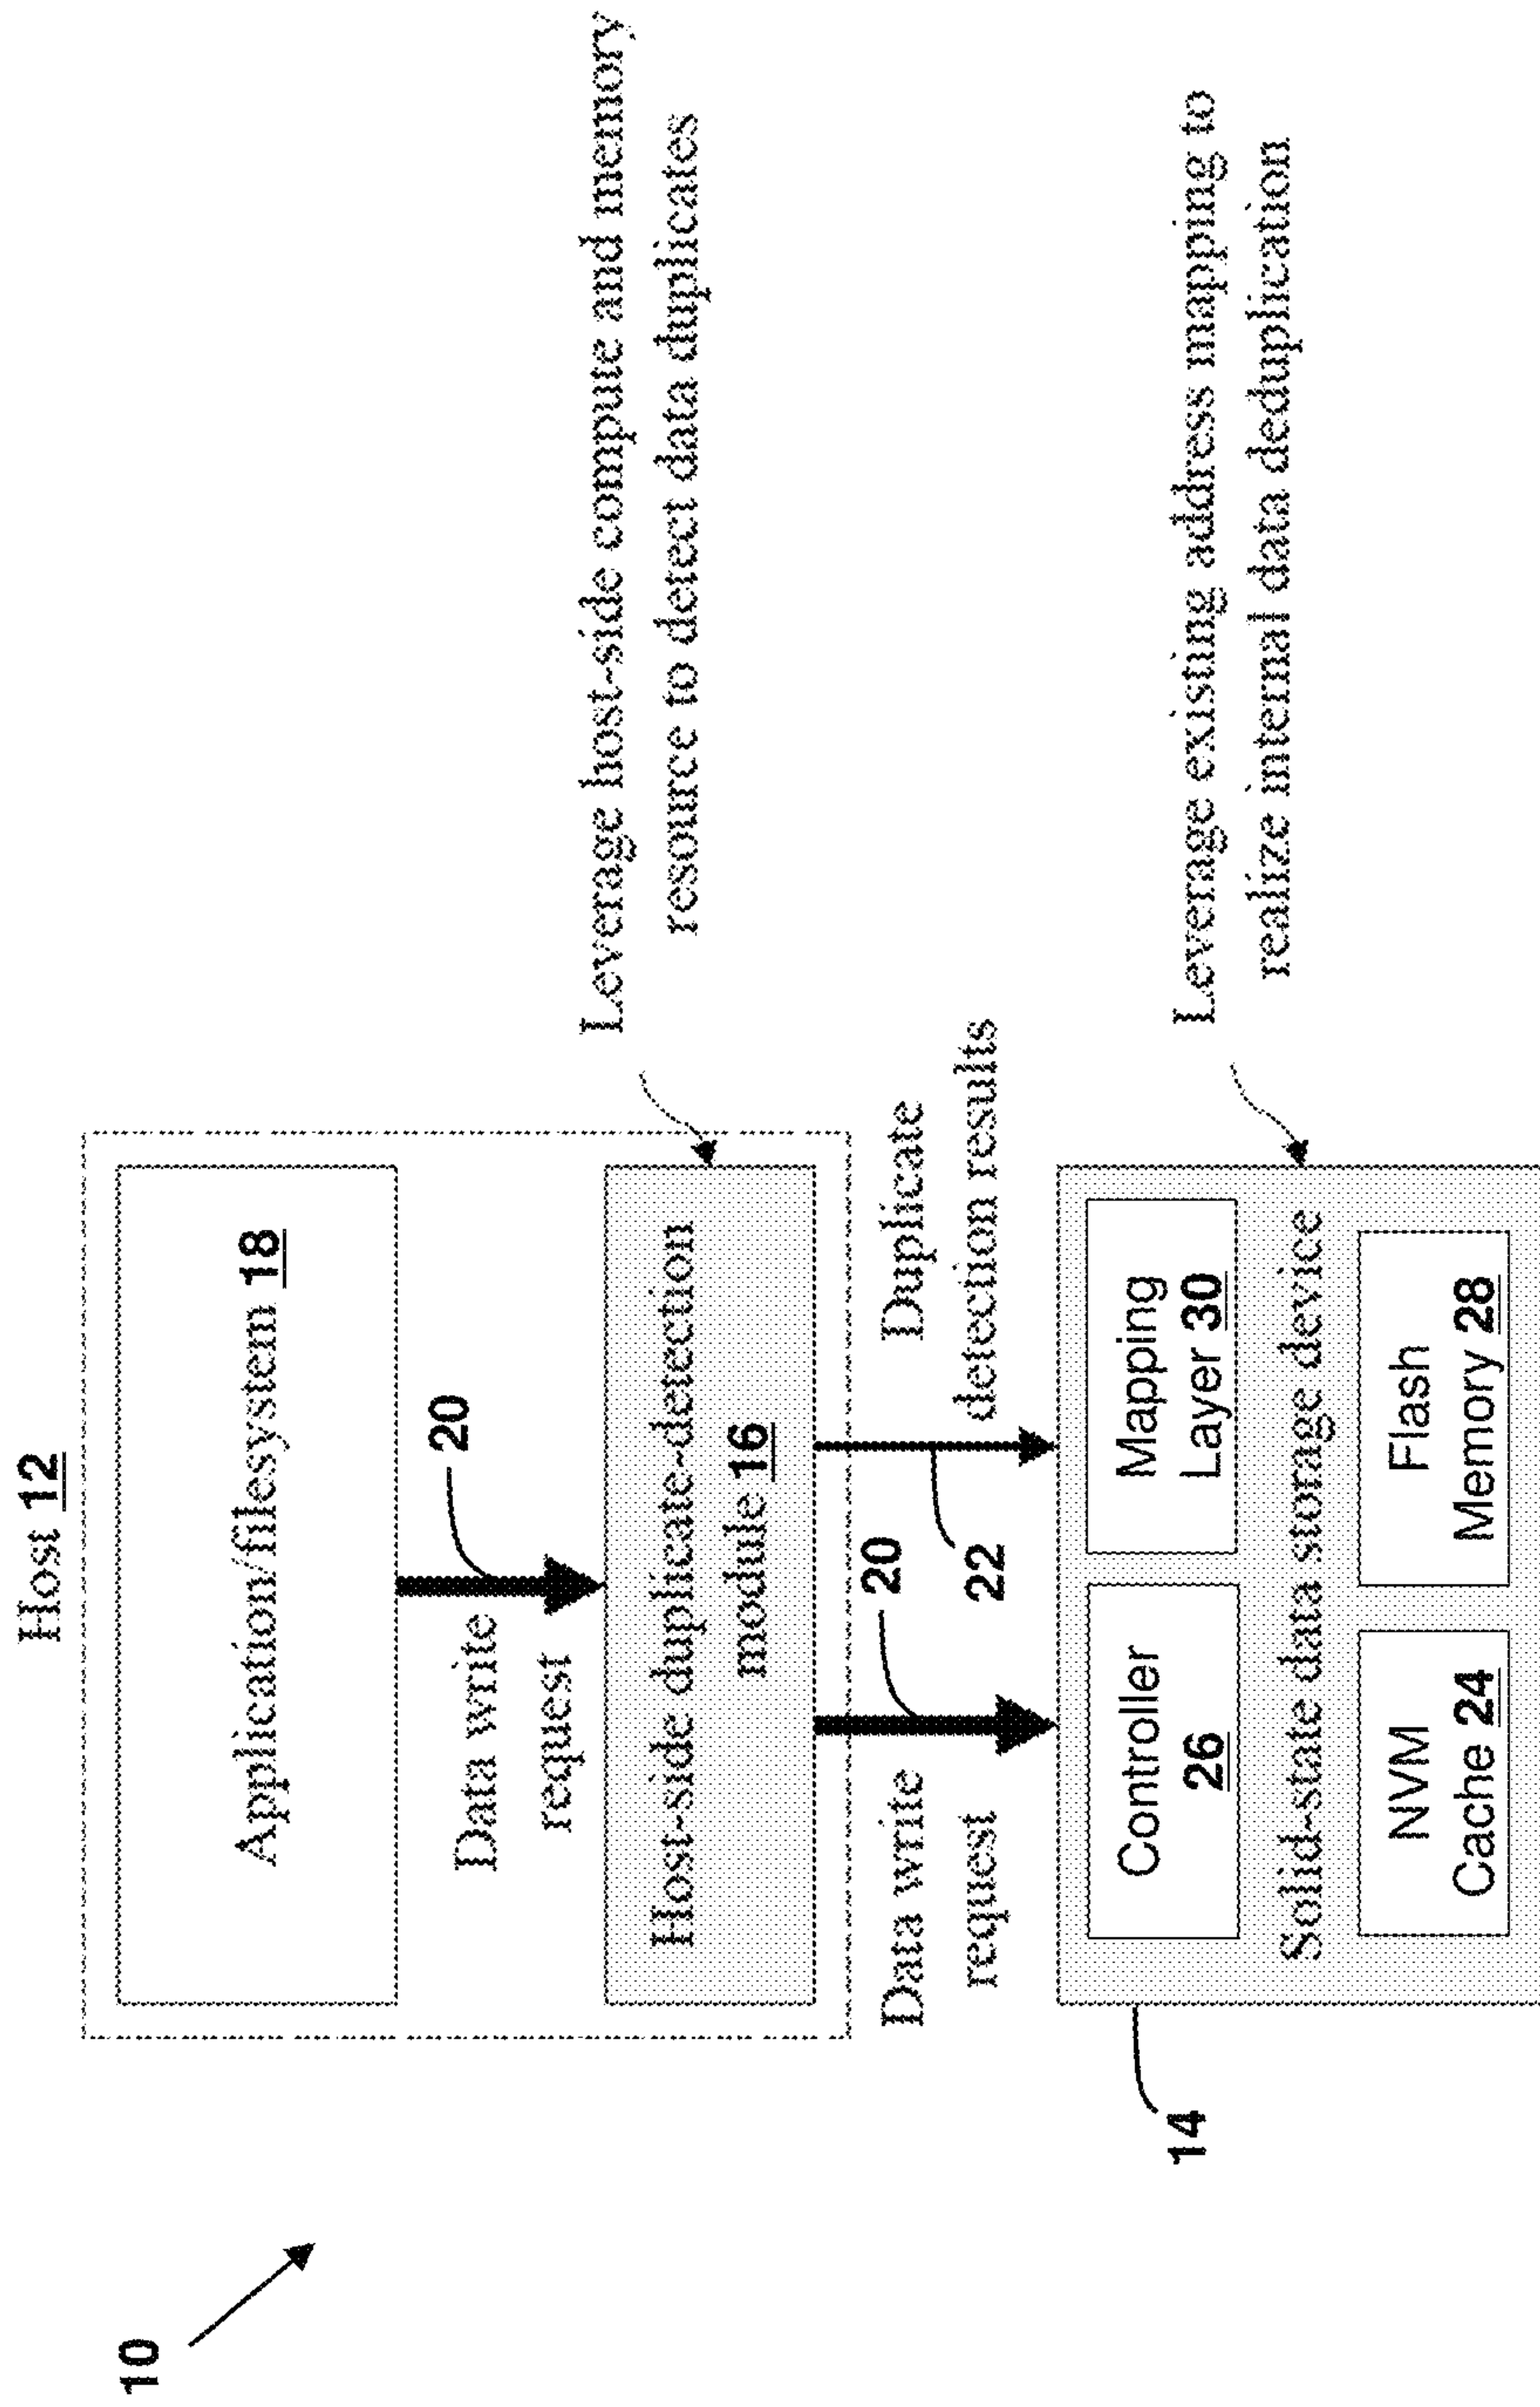 10
Host 12
Application/filesystem 18
Data write
request
20
Host-side duplicate-detection
module 16
Leverage host-side compute and memory
resource to detect data duplicates
Data write
request
20
22
Duplicate
detection results
14
Controller
26
Mapping
Layer 30
Solid-state data storage device
NVM
Cache 24
Flash
Memory 28
Leverage existing address mapping to
realize internal data deduplication